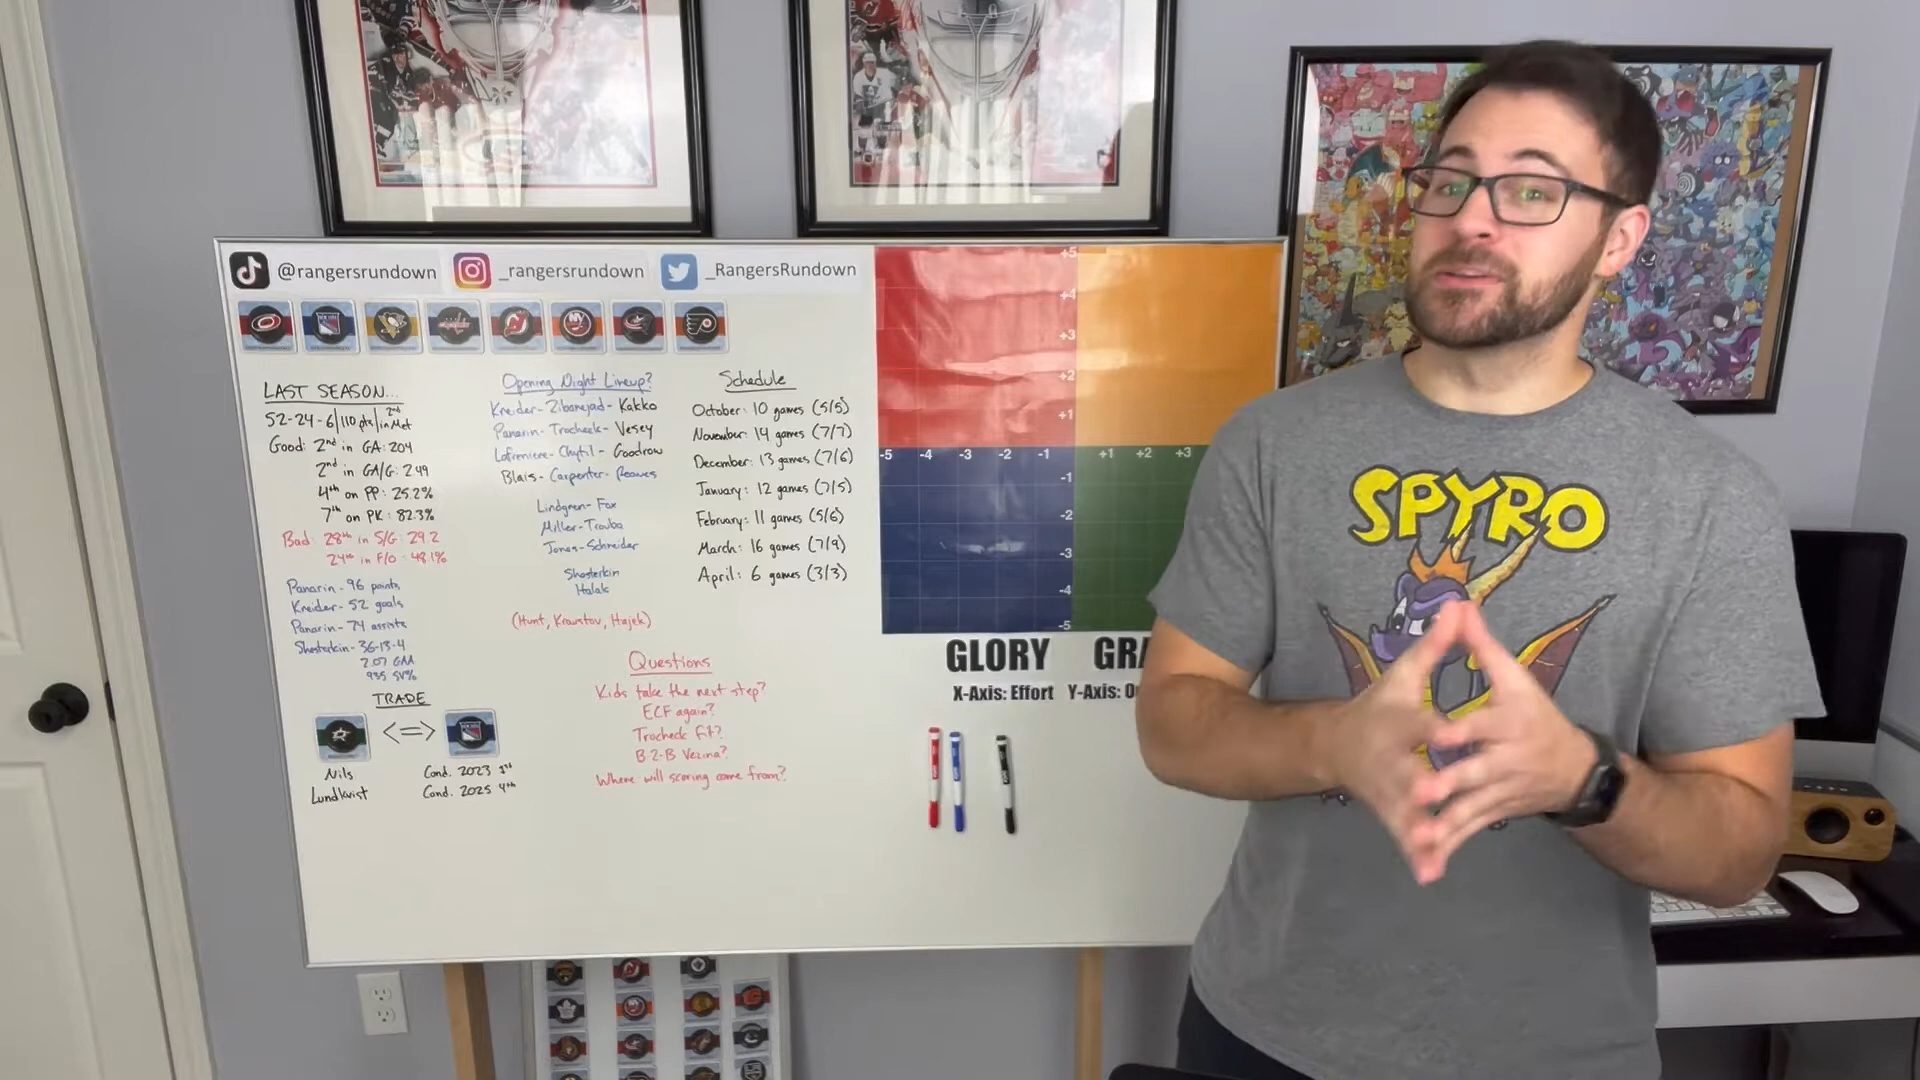 @rangersrundown _rangersrundown _RangersRundown
LAST SEASON...
52-24-6/110 pts/2nd in Met
Good: 2nd in GA: 204
2nd in GA/G: 2.49
4th on PP: 25.2%
7th on PK: 82.3%
Bad: 28th in S/G: 29.2
24th in F/O: 48.1%
Panarin - 96 points
Kreider - 52 goals
Panarin - 74 assists
Shesterkin - 36-13-4
2.07 GAA
.935 SV%
TRADE
<=>
Nils
Lundkvist
Cond. 2023 1st
Cond. 2025 4th
Opening Night Lineup?
Kreider - Zibanejad - Kakko
Panarin - Trocheck - Vesey
Lafreniere - Chytil - Goodrow
Blais - Carpenter - Reaves
Lindgren - Fox
Miller - Trouba
Jones - Schneider
Shesterkin
Halak
(Hunt, Kravstov, Hajek)
Questions
Kids take the next step?
ECF again?
Trocheck fit?
B-2-B Vezina?
Where will scoring come from?
Schedule
October: 10 games (5/5)
November: 14 games (7/7)
December: 13 games (7/6)
January: 12 games (7/5)
February: 11 games (5/6)
March: 16 games (7/9)
April: 6 games (3/3)
+5
+4
+3
+2
+1
-5 -4 -3 -2 -1 +1 +2 +3
-1
-2
-3
-4
-5
GLORY GRA
X-Axis: Effort Y-Axis:
SPYRO